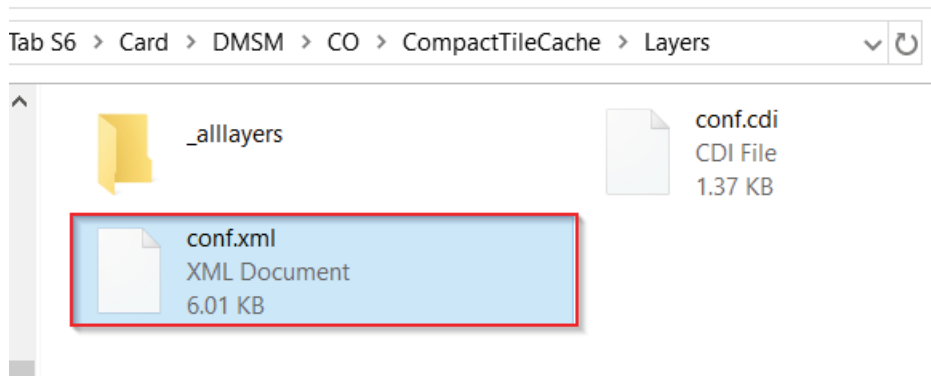 Tab S6 > Card > DMSM > CO > CompactTileCache > Layers
_alllayers
conf.cdi
CDI File
1.37 KB
conf.xml
XML Document
6.01 KB